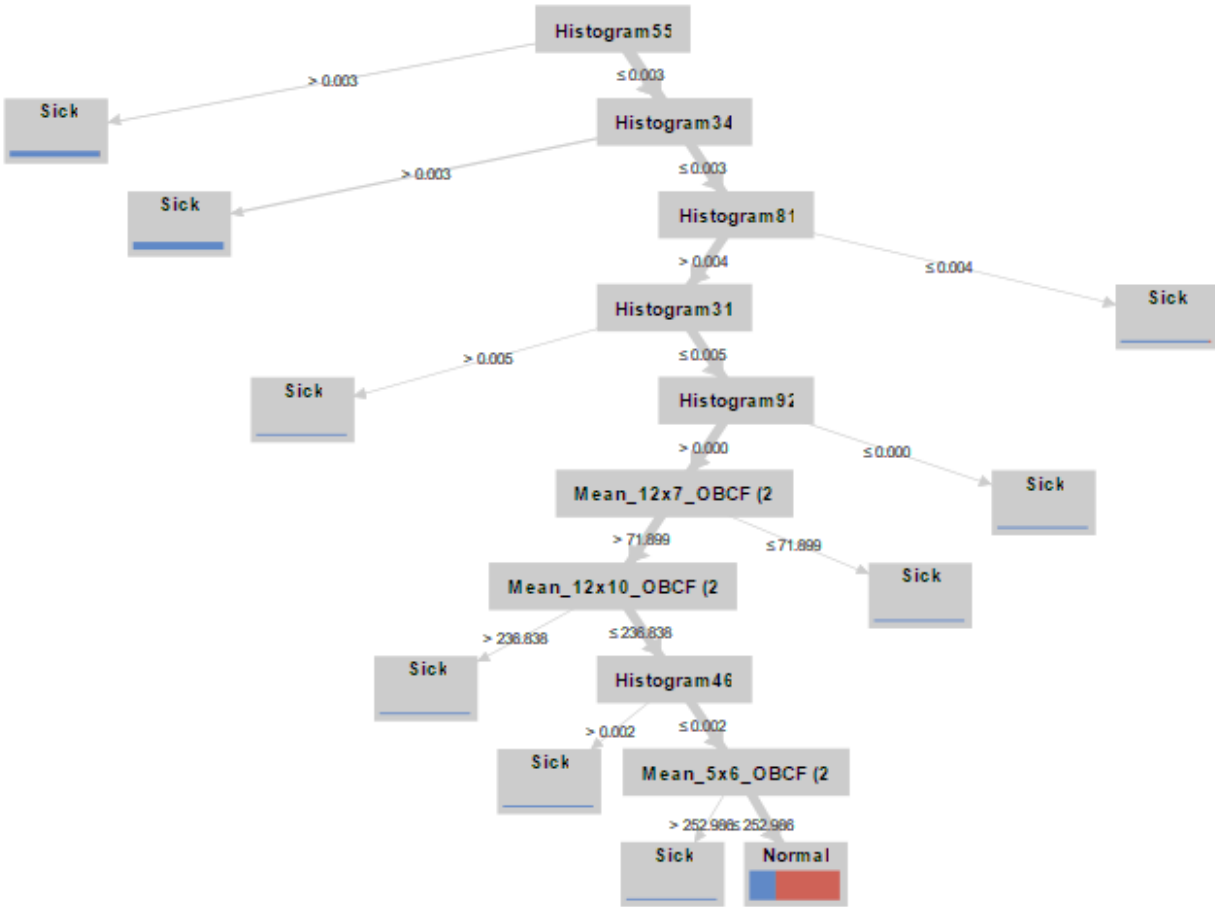 Histogram55
> 0.003
≤ 0.003
Sick
Histogram34
> 0.003
≤ 0.003
Sick
Histogram81
> 0.004
≤ 0.004
Histogram31
Sick
> 0.005
≤ 0.005
Sick
Histogram92
> 0.000
≤ 0.000
Mean_12x7_OBCF (2
Sick
> 71.899
≤ 71.899
Mean_12x10_OBCF (2
Sick
> 236.838
≤ 236.838
Sick
Histogram46
> 0.002
≤ 0.002
Sick
Mean_5x6_OBCF (2
> 252.986
≤ 252.986
Sick
Normal